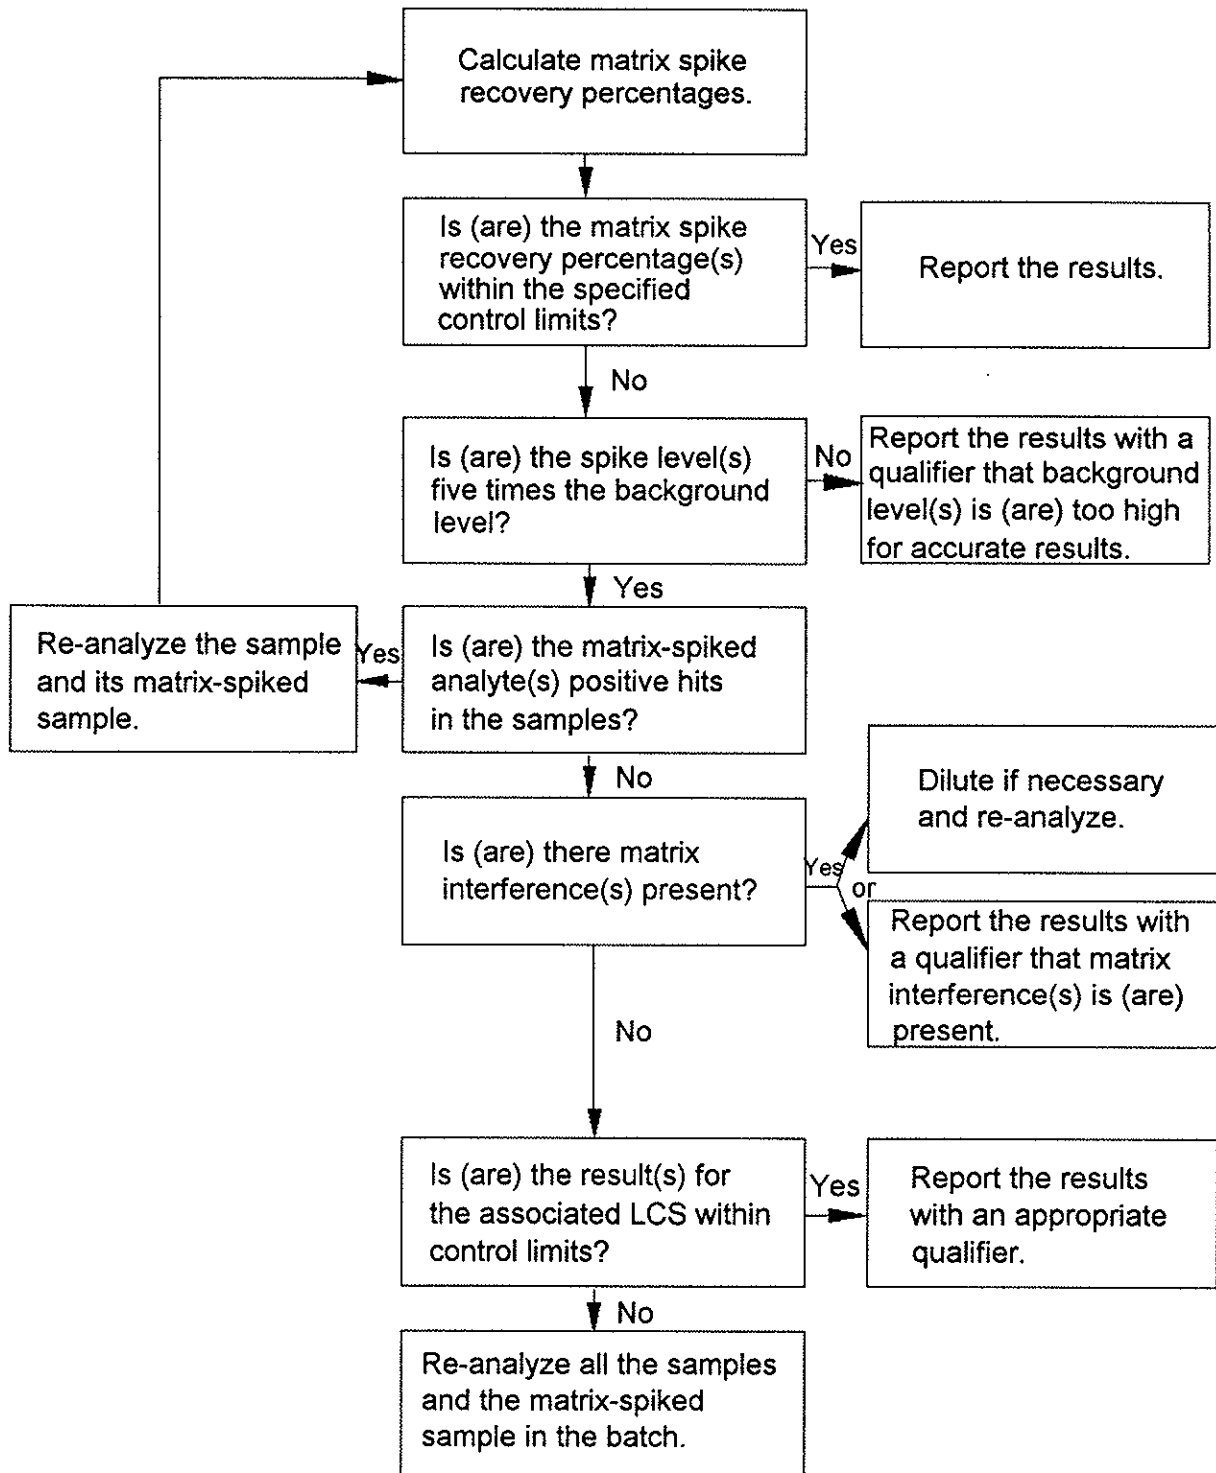 Calculate matrix spike
recovery percentages.
Is (are) the matrix spike
recovery percentage(s)
within the specified
control limits?
Yes
Report the results.
No
Is (are) the spike level(s)
five times the background
level?
No
Report the results with a
qualifier that background
level(s) is (are) too high
for accurate results.
Yes
Re-analyze the sample
and its matrix-spiked
sample.
Yes
Is (are) the matrix-spiked
analyte(s) positive hits
in the samples?
No
Dilute if necessary
and re-analyze.
Is (are) there matrix
interference(s) present?
Yes
or
Report the results with
a qualifier that matrix
interference(s) is (are)
present.
No
Is (are) the result(s) for
the associated LCS within
control limits?
Yes
Report the results
with an appropriate
qualifier.
No
Re-analyze all the samples
and the matrix-spiked
sample in the batch.